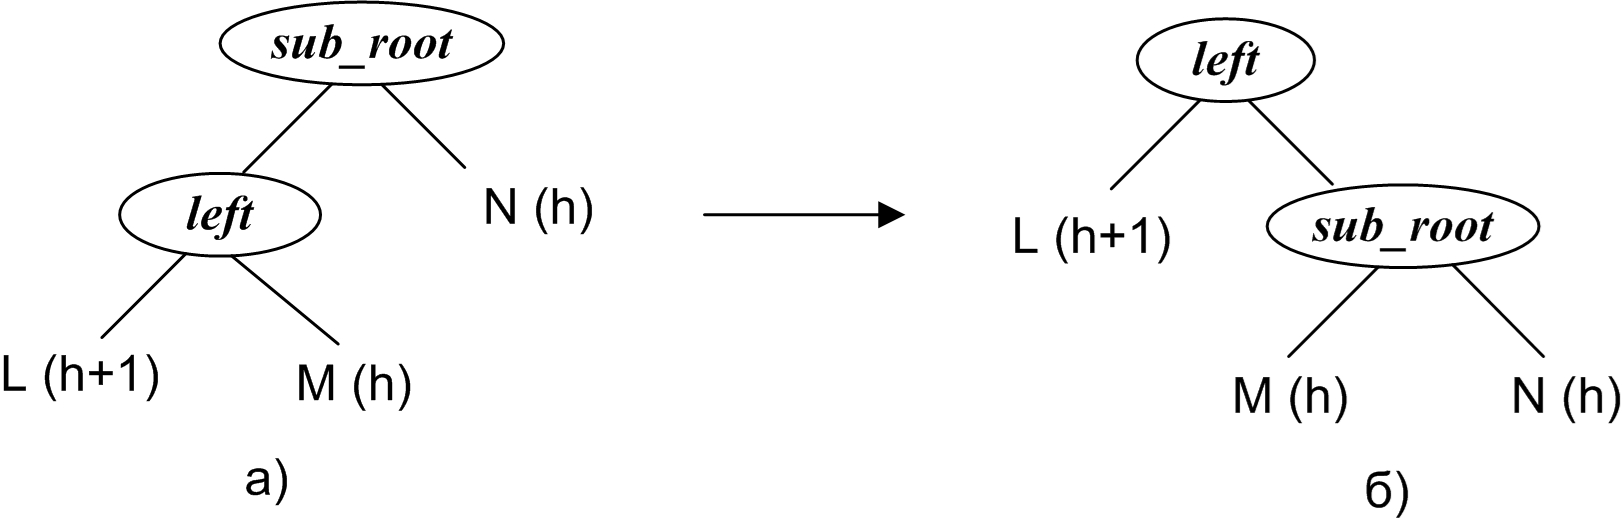 sub_root
left
N (h)
L (h+1)
M (h)
а)
left
L (h+1)
sub_root
M (h)
N (h)
б)